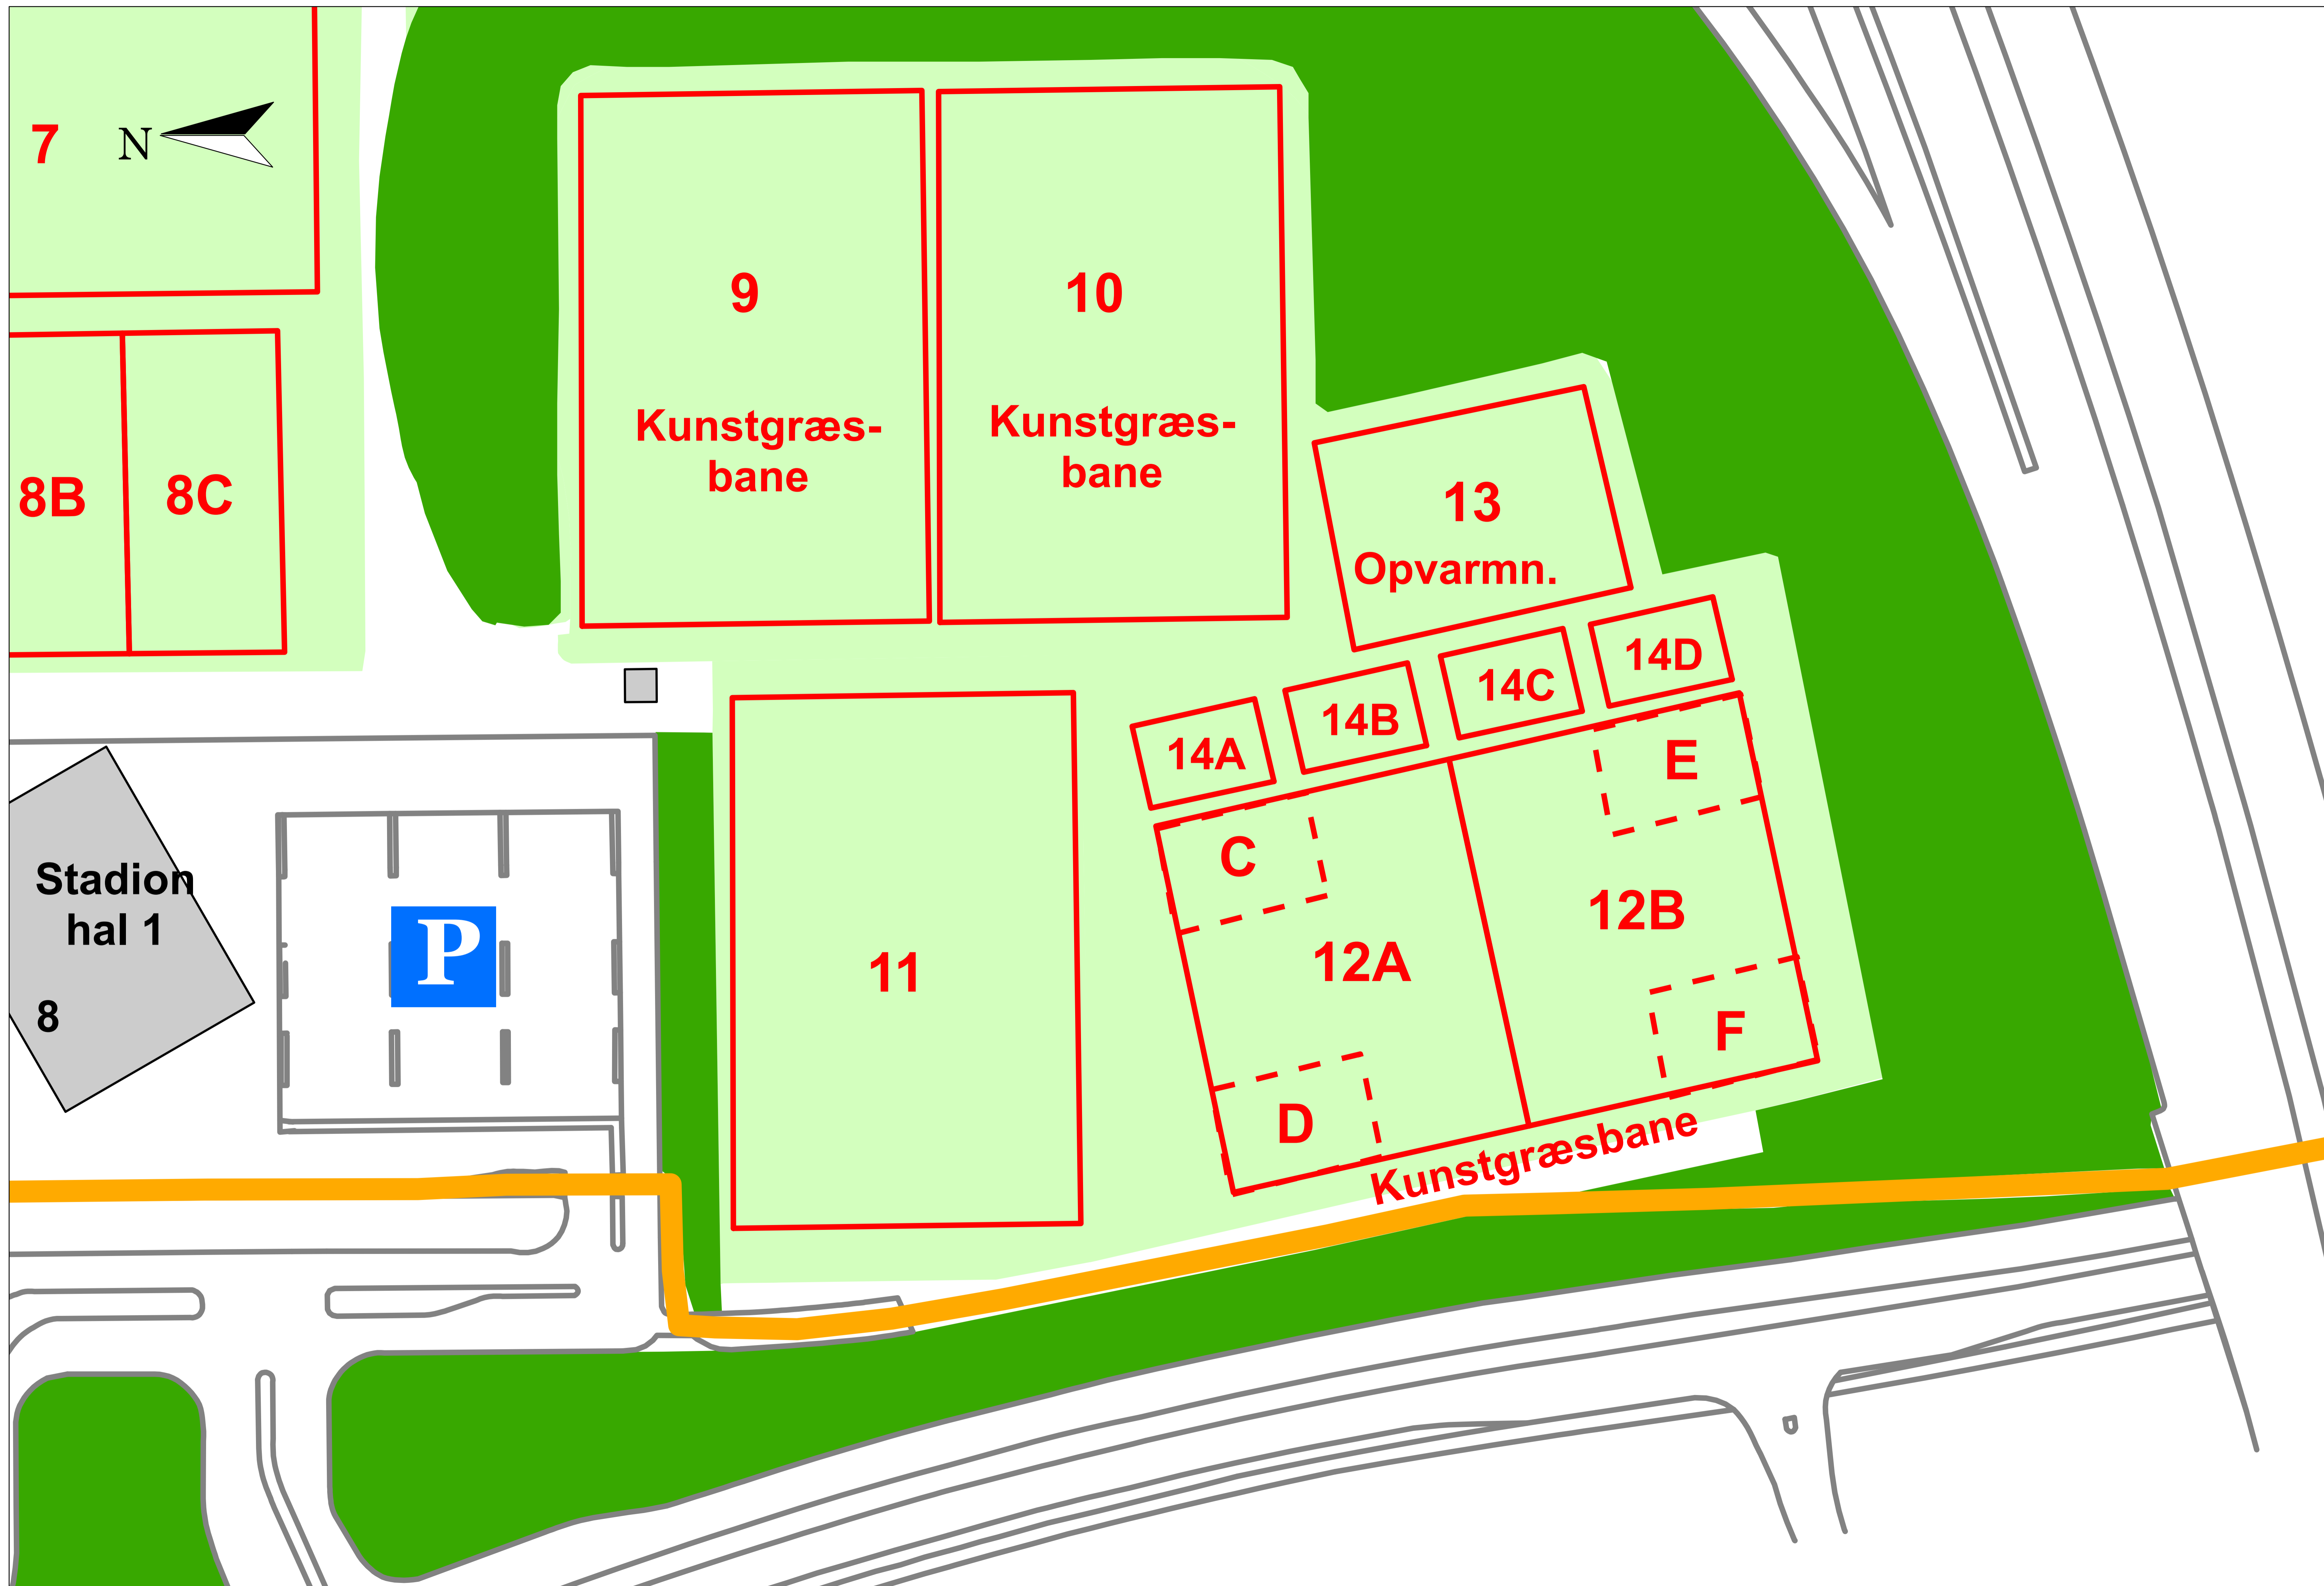 7
N
9
10
Kunstgræs-
bane
Kunstgræs-
bane
8B
8C
13
Opvarmn.
14A
14B
14C
14D
E
C
Stadion
hal 1
8
P
11
12A
12B
D
F
Kunstgræsbane